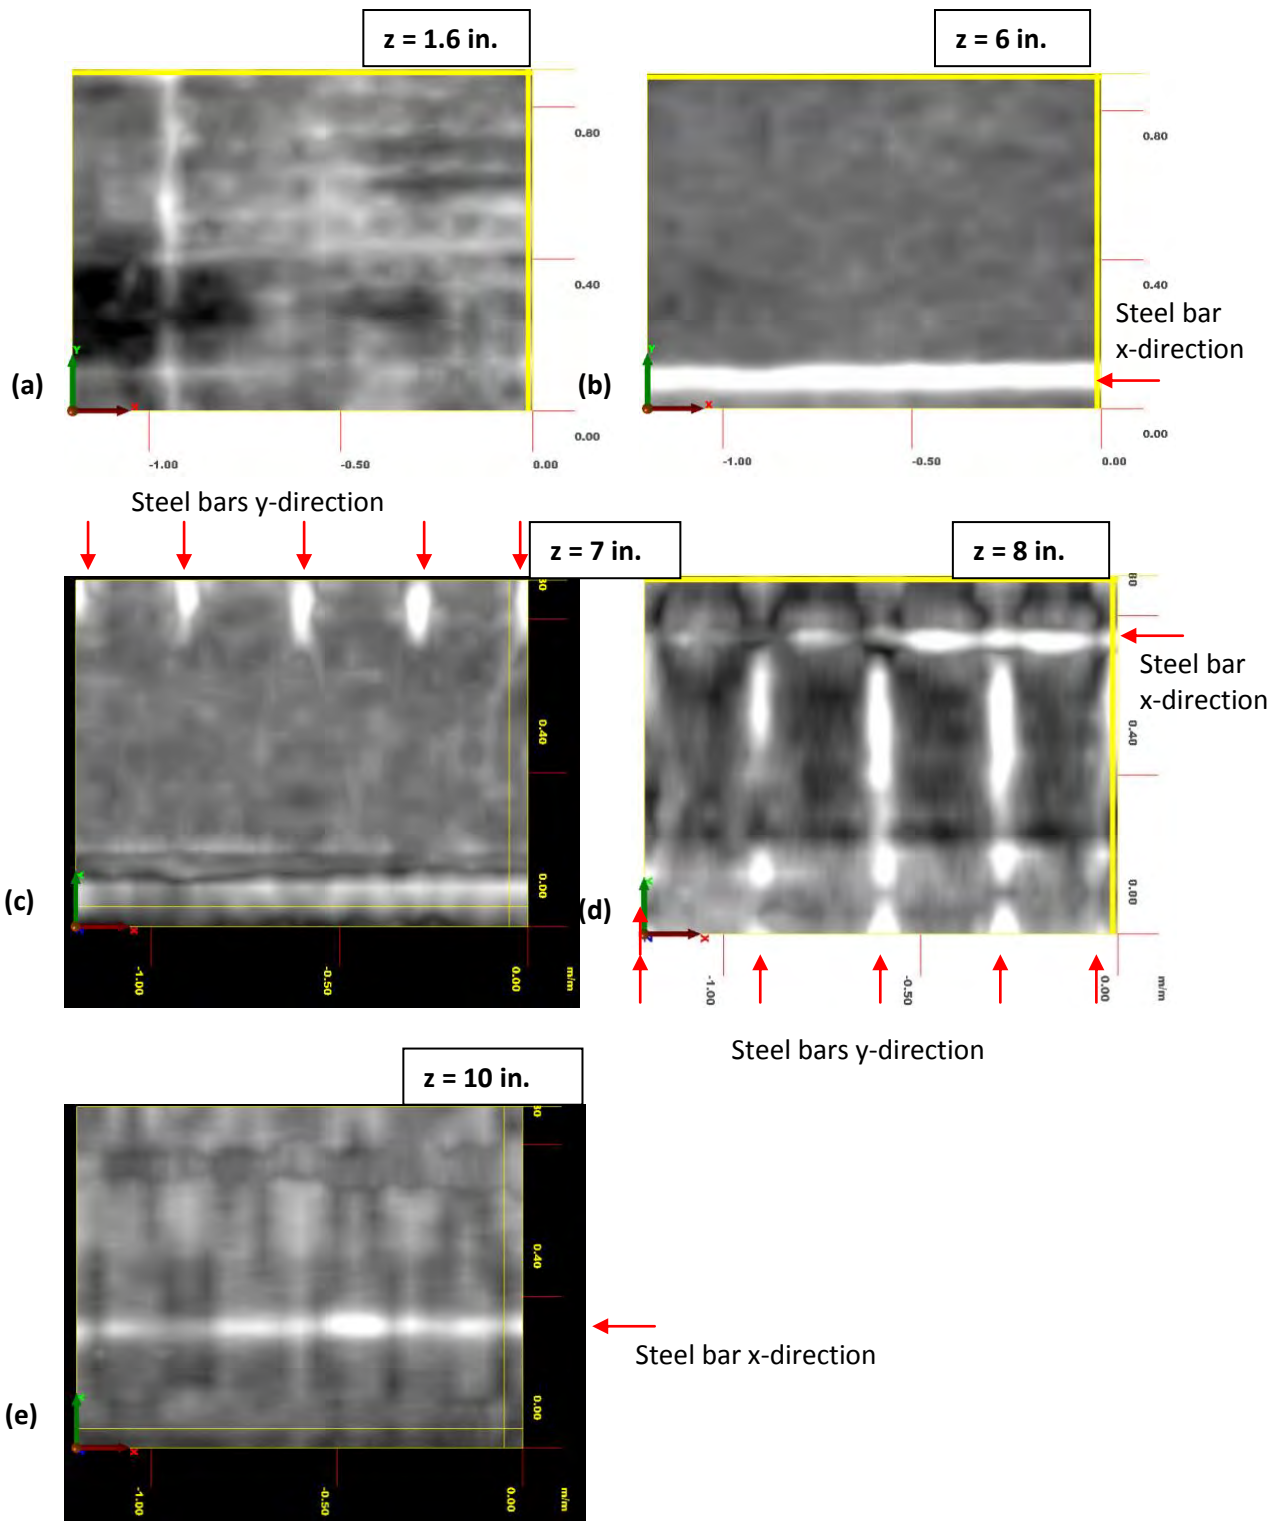 z = 1.6 in.
z = 6 in.
0.80
0.80
0.40
0.40
Steel bar
x-direction
Y
Y
(a)
(b)
X
X
0.00
0.00
-1.00
-0.50
0.00
-1.00
-0.50
0.00
Steel bars y-direction
z = 7 in.
z = 8 in.
80
80
Steel bar
x-direction
0.40
0.40
0.00
0.00
(c)
(d)
X
X
-1.00
-0.50
0.00
m/m
-1.00
-0.50
0.00
m/m
Steel bars y-direction
z = 10 in.
80
0.40
Steel bar x-direction
0.00
(e)
X
-1.00
-0.50
0.00
m/m